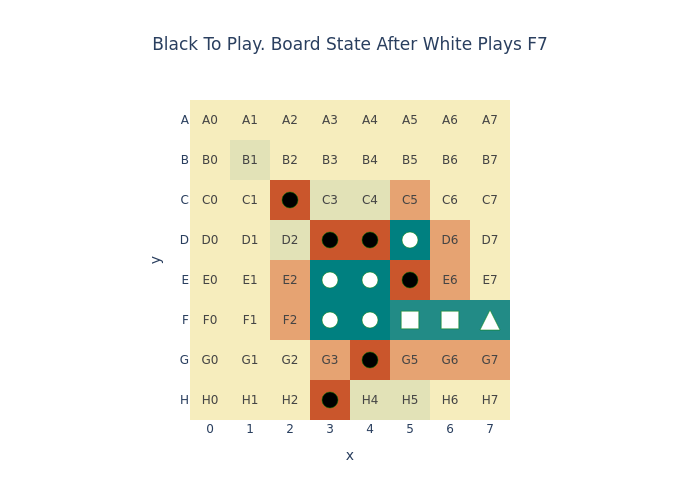 Black To Play. Board State After White Plays F7
A A0 A1 A2 A3 A4 A5 A6 A7
B B0 B1 B2 B3 B4 B5 B6 B7
C C0 C1 C3 C4 C5 C6 C7
D D0 D1 D2 D6 D7
y
E E0 E1 E2 E6 E7
F F0 F1 F2
G G0 G1 G2 G3 G5 G6 G7
H H0 H1 H2 H4 H5 H6 H7
0 1 2 3 4 5 6 7
x